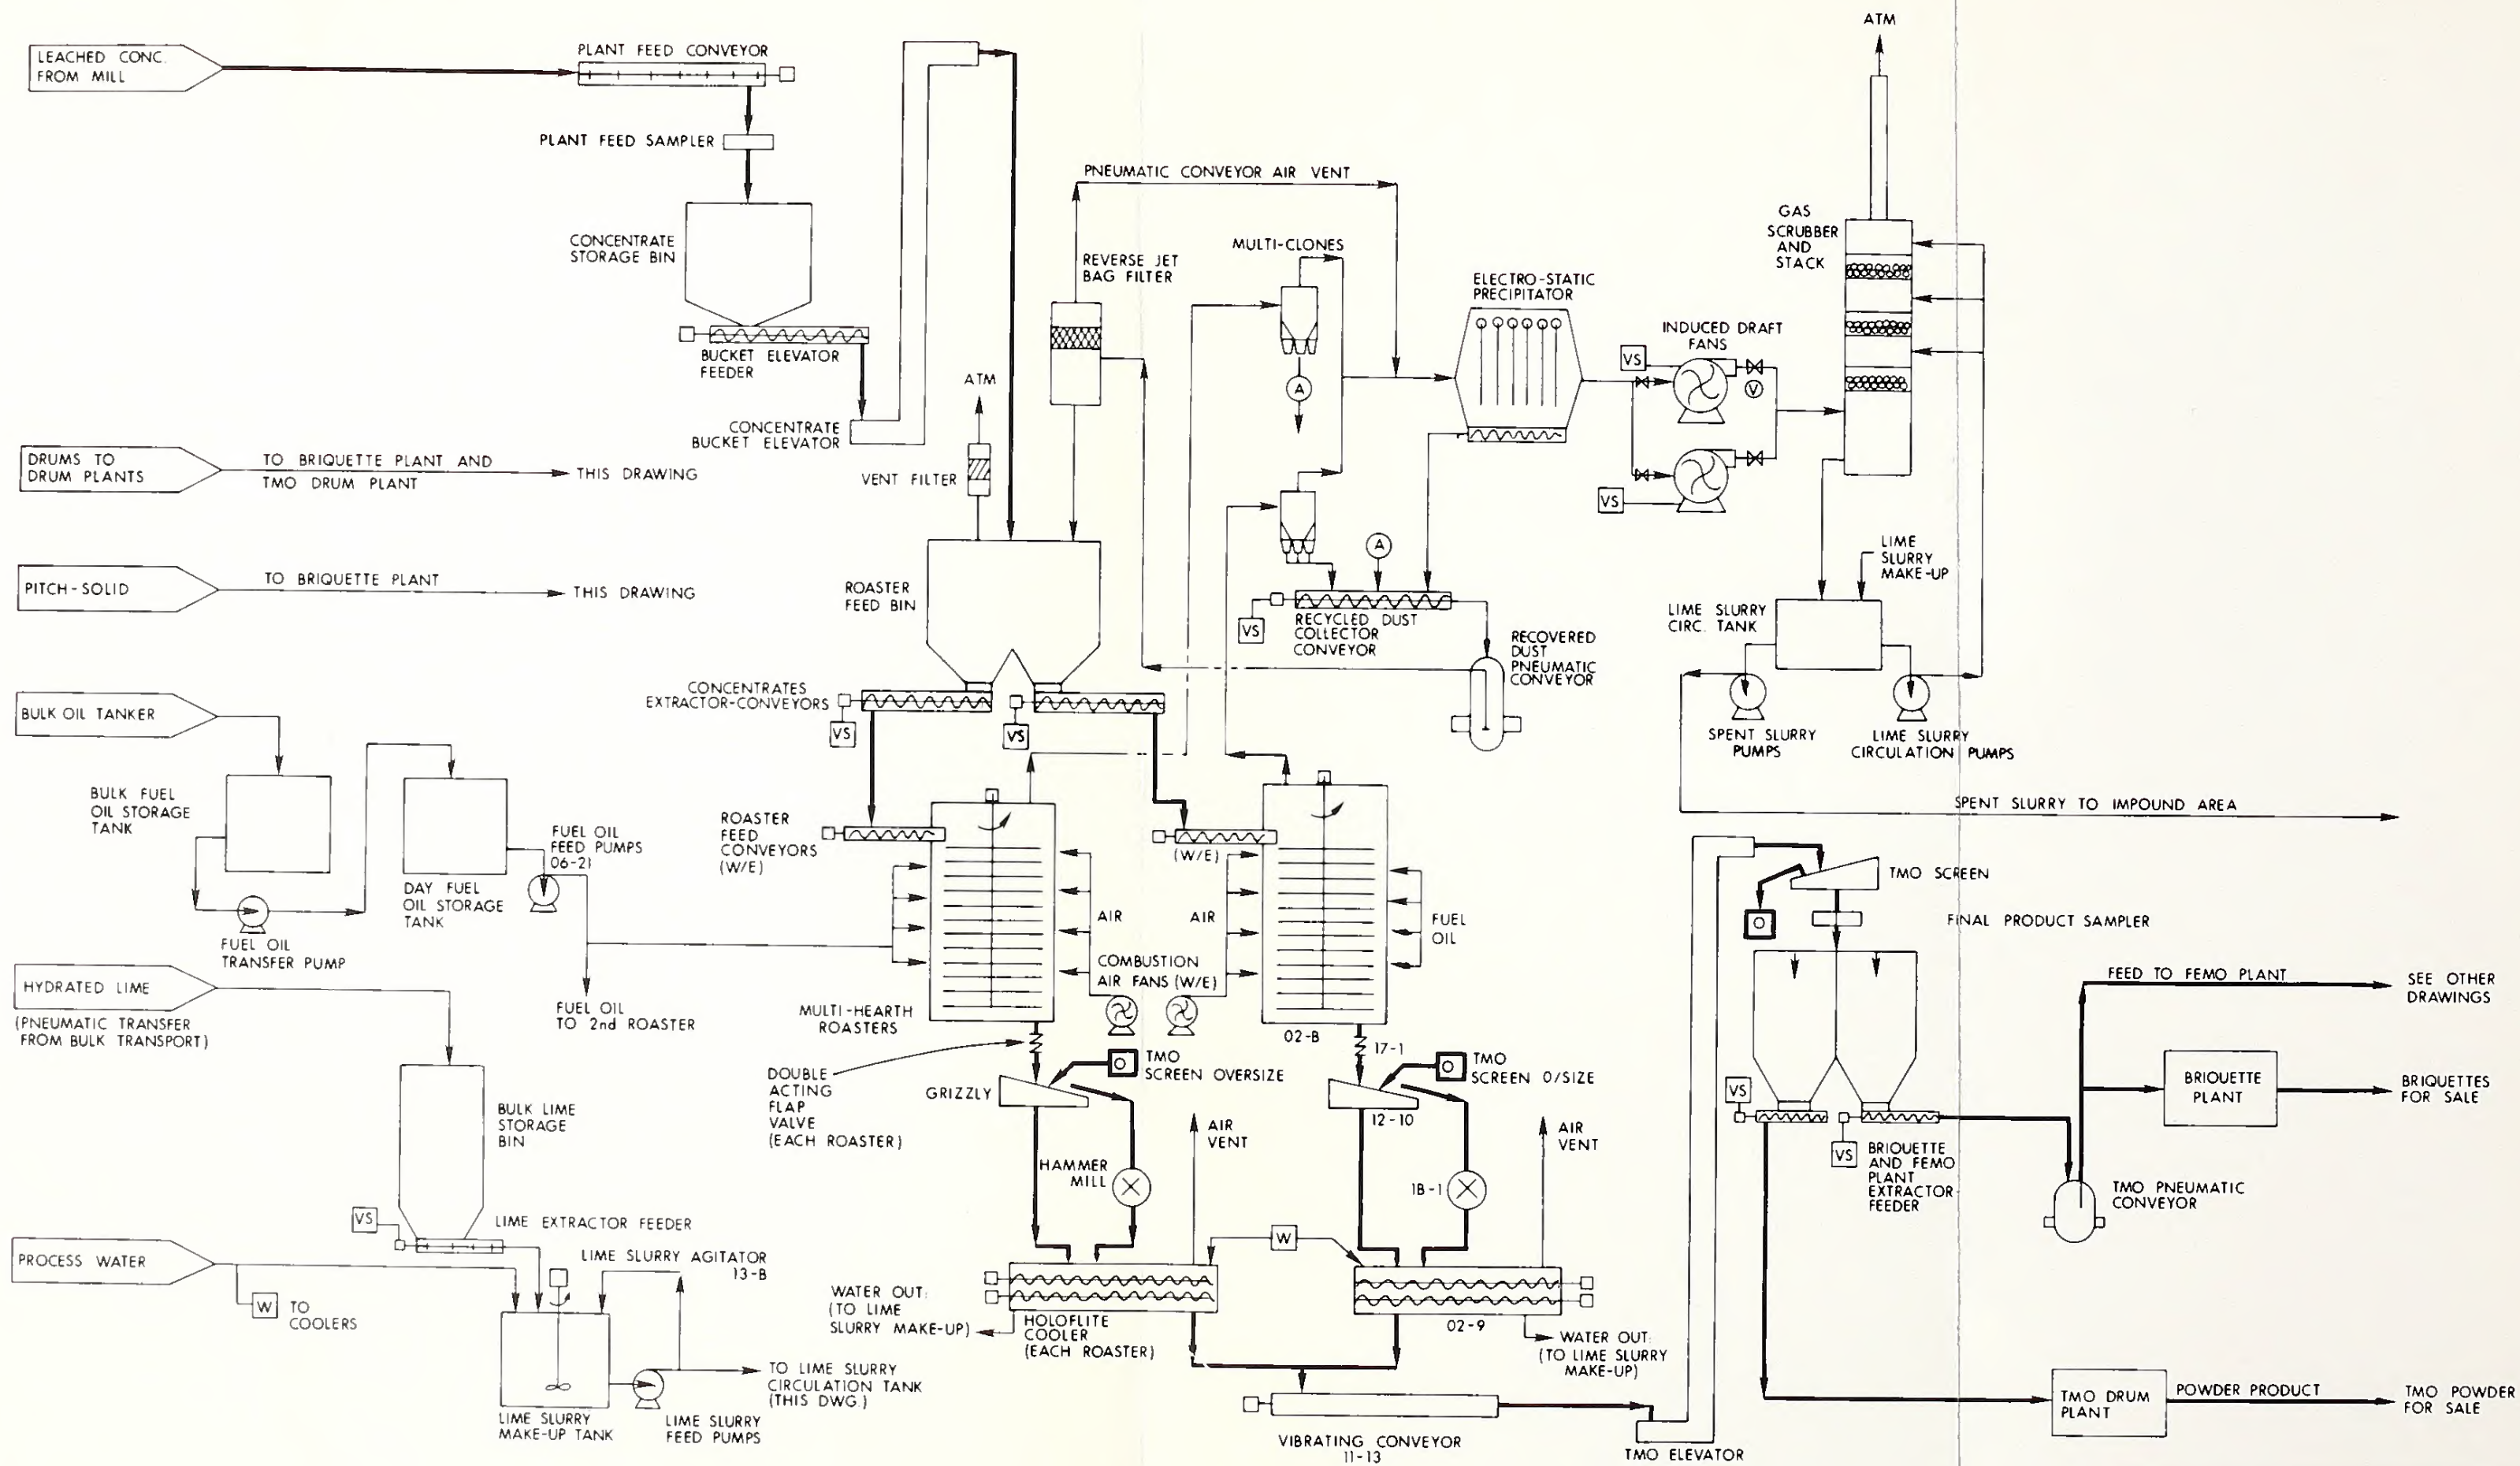 LEACHED CONC.
FROM MILL
PLANT FEED CONVEYOR
PLANT FEED SAMPLER
CONCENTRATE
STORAGE BIN
BUCKET ELEVATOR
FEEDER
CONCENTRATE
BUCKET ELEVATOR
DRUMS TO
DRUM PLANTS
TO BRIQUETTE PLANT AND
TMO DRUM PLANT
THIS DRAWING
PITCH-SOLID
TO BRIQUETTE PLANT
THIS DRAWING
ATM
VENT FILTER
ROASTER
FEED BIN
PNEUMATIC CONVEYOR AIR VENT
REVERSE JET
BAG FILTER
MULTI-CLONES
A
A
ELECTRO-STATIC
PRECIPITATOR
INDUCED DRAFT
FANS
VS
V
VS
ATM
GAS
SCRUBBER
AND
STACK
LIME
SLURRY
MAKE-UP
LIME SLURRY
CIRC. TANK
SPENT SLURRY
PUMPS
LIME SLURRY
CIRCULATION PUMPS
SPENT SLURRY TO IMPOUND AREA
VS
RECYCLED DUST
COLLECTOR
CONVEYOR
RECOVERED
DUST
PNEUMATIC
CONVEYOR
CONCENTRATES
EXTRACTOR-CONVEYORS
VS
VS
BULK OIL TANKER
BULK FUEL
OIL STORAGE
TANK
FUEL OIL
TRANSFER PUMP
DAY FUEL
OIL STORAGE
TANK
FUEL OIL
FEED PUMPS
06-21
FUEL OIL
TO 2nd ROASTER
ROASTER
FEED
CONVEYORS
(W/E)
(W/E)
AIR
AIR
FUEL
OIL
COMBUSTION
AIR FANS (W/E)
MULTI-HEARTH
ROASTERS
02-B
17-1
HYDRATED LIME
(PNEUMATIC TRANSFER
FROM BULK TRANSPORT)
BULK LIME
STORAGE
BIN
VS
LIME EXTRACTOR FEEDER
PROCESS WATER
W
TO
COOLERS
LIME SLURRY AGITATOR
13-B
LIME SLURRY
MAKE-UP TANK
LIME SLURRY
FEED PUMPS
TO LIME SLURRY
CIRCULATION TANK
(THIS DWG.)
DOUBLE
ACTING
FLAP
VALVE
(EACH ROASTER)
GRIZZLY
O
TMO
SCREEN OVERSIZE
O
TMO
SCREEN O/SIZE
12-10
HAMMER
MILL
1B-1
AIR
VENT
AIR
VENT
W
WATER OUT:
(TO LIME
SLURRY MAKE-UP)
HOLOFLITE
COOLER
(EACH ROASTER)
02-9
WATER OUT:
(TO LIME SLURRY
MAKE-UP)
VIBRATING CONVEYOR
11-13
TMO ELEVATOR
TMO SCREEN
O
FINAL PRODUCT SAMPLER
VS
VS
BRIQUETTE
AND FEMO
PLANT
EXTRACTOR
FEEDER
TMO PNEUMATIC
CONVEYOR
FEED TO FEMO PLANT
SEE OTHER
DRAWINGS
BRIQUETTE
PLANT
BRIQUETTES
FOR SALE
TMO DRUM
PLANT
POWDER PRODUCT
TMO POWDER
FOR SALE